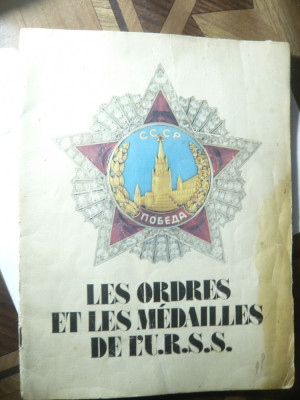 СССР
ПОБЕДА
LES ORDRES
ET LES MÉDAILLES
DE L'U.R.S.S.